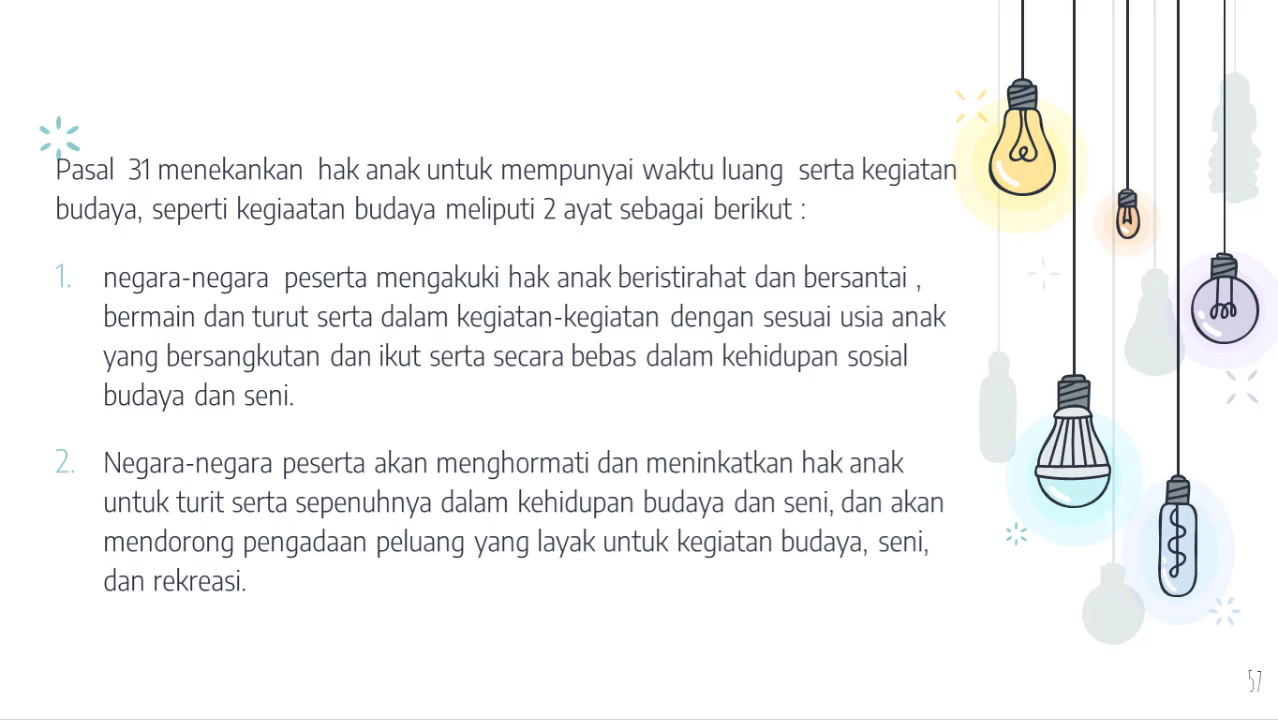 Pasal 31 menekankan hak anak untuk mempunyai waktu luang serta kegiatan
budaya, seperti kegiaatan budaya meliputi 2 ayat sebagai berikut :
1. negara-negara peserta mengakuki hak anak beristirahat dan bersantai ,
bermain dan turut serta dalam kegiatan-kegiatan dengan sesuai usia anak
yang bersangkutan dan ikut serta secara bebas dalam kehidupan sosial
budaya dan seni.
2. Negara-negara peserta akan menghormati dan meninkatkan hak anak
untuk turit serta sepenuhnya dalam kehidupan budaya dan seni, dan akan
mendorong pengadaan peluang yang layak untuk kegiatan budaya, seni,
dan rekreasi.
57